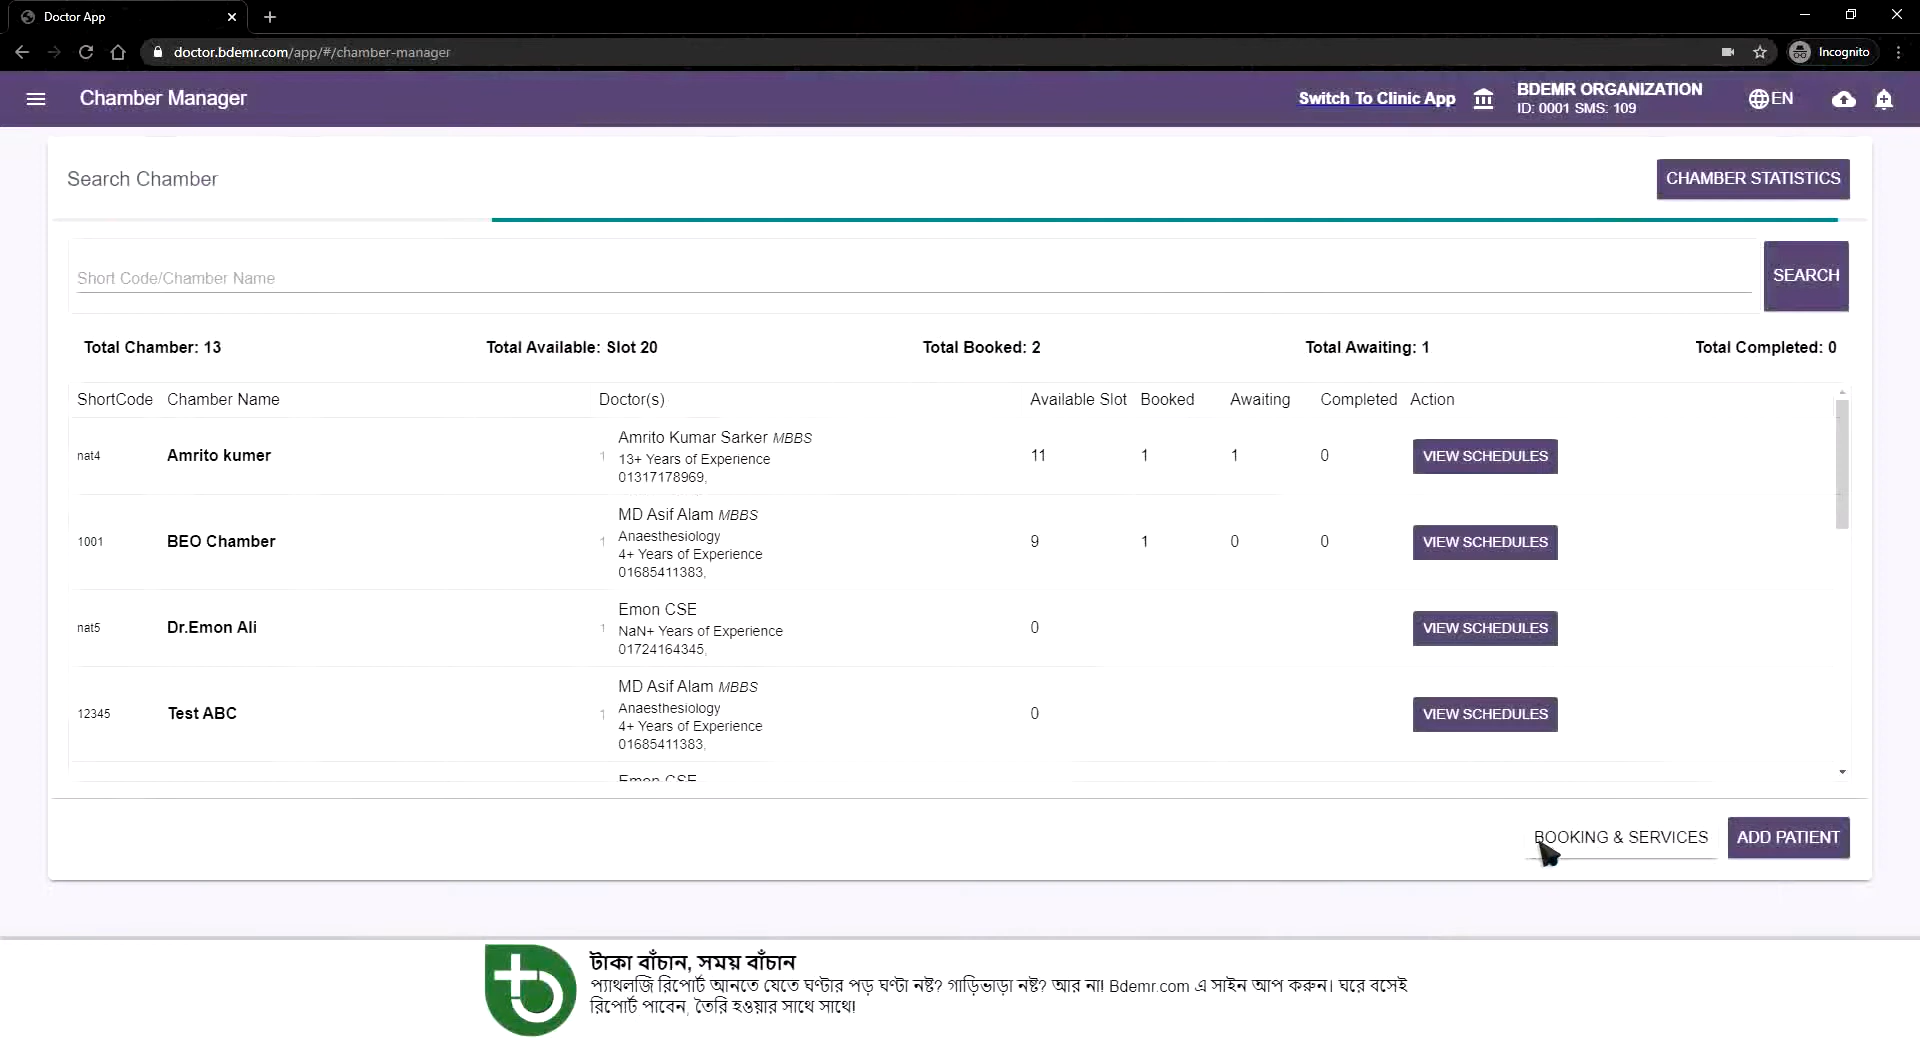 Doctor App
doctor.bdemr.com/app/#/chamber-manager
Incognito
Chamber Manager
Switch To Clinic App
BDEMR ORGANIZATION
ID: 0001 SMS: 109
EN
Search Chamber
CHAMBER STATISTICS
Short Code/Chamber Name
SEARCH
Total Chamber: 13 Total Available: Slot 20 Total Booked: 2 Total Awaiting: 1 Total Completed: 0
ShortCode Chamber Name Doctor(s) Available Slot Booked Awaiting Completed Action
nat4 Amrito kumer 1 Amrito Kumar Sarker MBBS
13+ Years of Experience
01317178969,
11 1 1 0 VIEW SCHEDULES
1001 BEO Chamber 1 MD Asif Alam MBBS
Anaesthesiology
4+ Years of Experience
01685411383,
9 1 0 0 VIEW SCHEDULES
nat5 Dr.Emon Ali 1 Emon CSE
NaN+ Years of Experience
01724164345,
0 VIEW SCHEDULES
12345 Test ABC 1 MD Asif Alam MBBS
Anaesthesiology
4+ Years of Experience
01685411383,
0 VIEW SCHEDULES
Emon CSE
BOOKING & SERVICES ADD PATIENT
টাকা বাঁচান, সময় বাঁচান
প্যাথলজি রিপোর্ট আনতে যেতে ঘণ্টার পড় ঘণ্টা নষ্ট? গাড়িভাড়া নষ্ট? আর না! Bdemr.com এ সাইন আপ করুন। ঘরে বসেই
রিপোর্ট পাবেন, তৈরি হওয়ার সাথে সাথে!